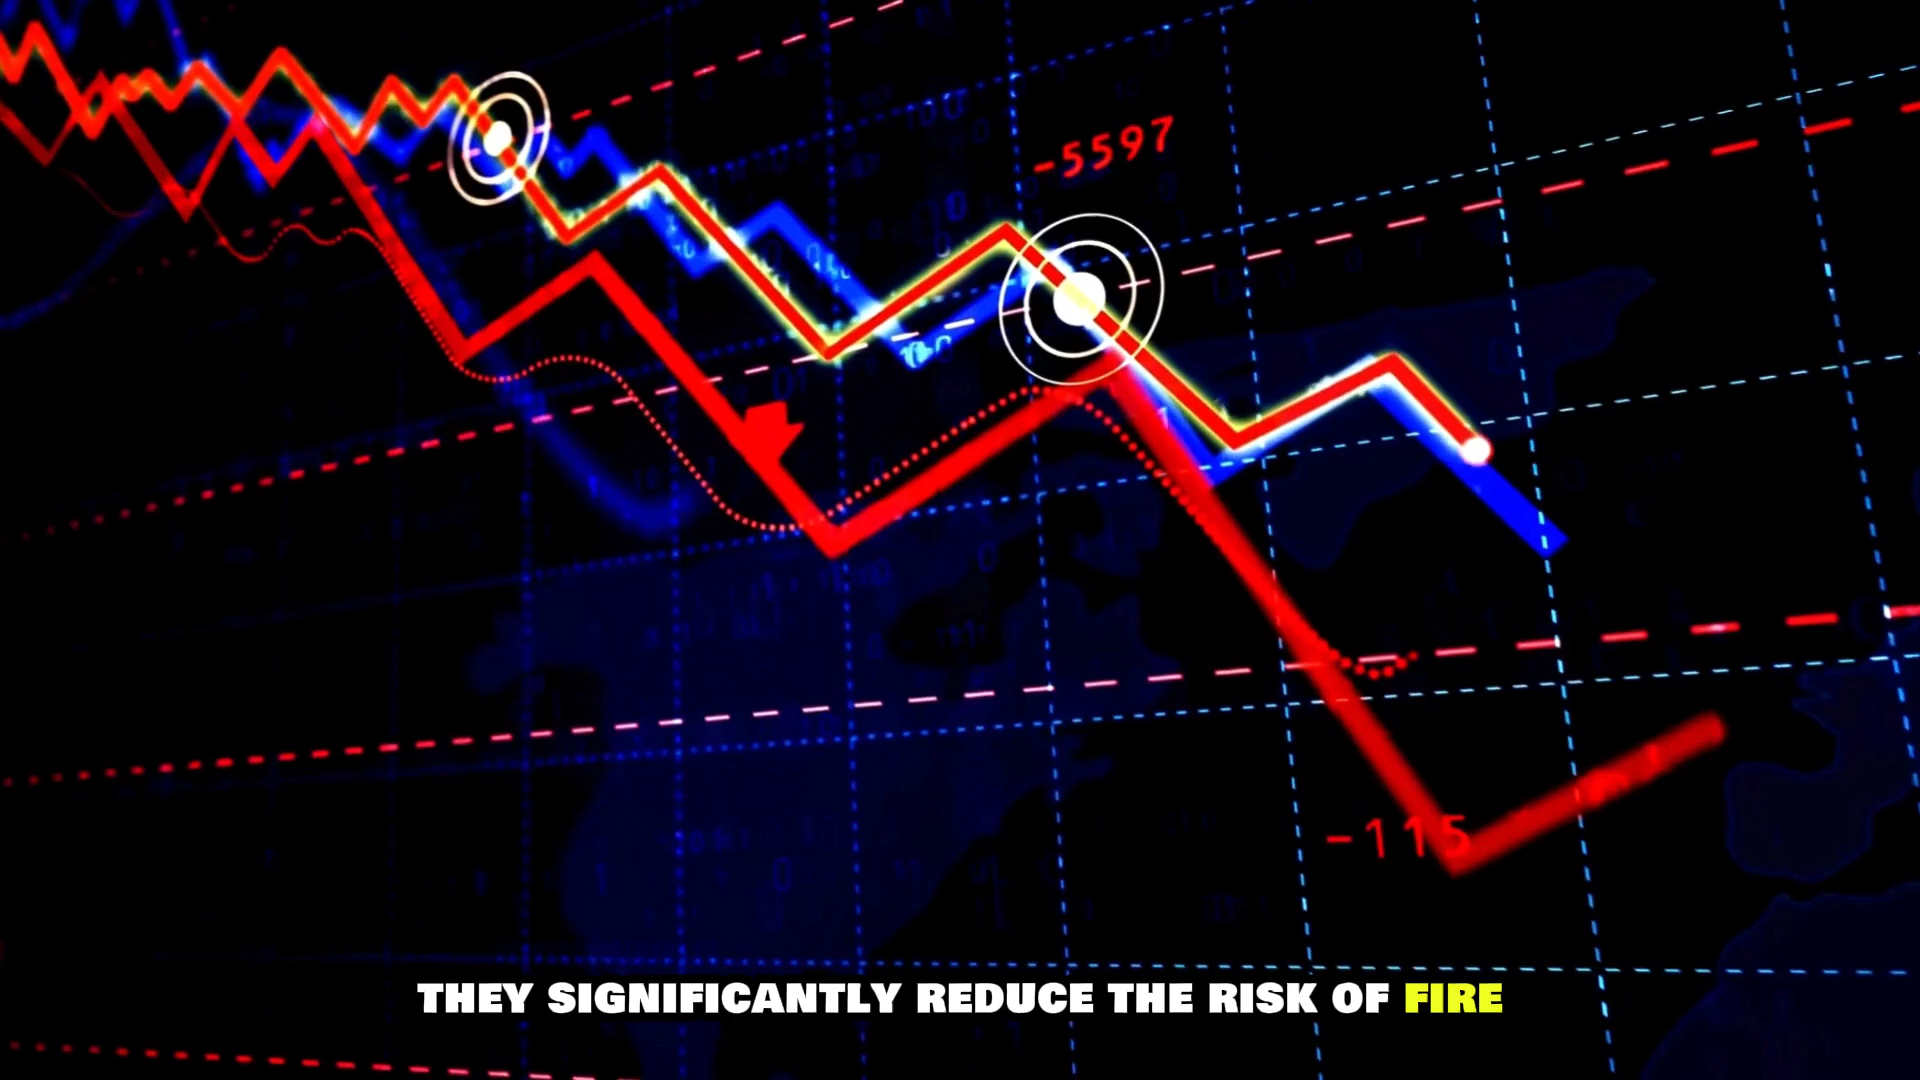 -5597
-115
THEY SIGNIFICANTLY REDUCE THE RISK OF FIRE